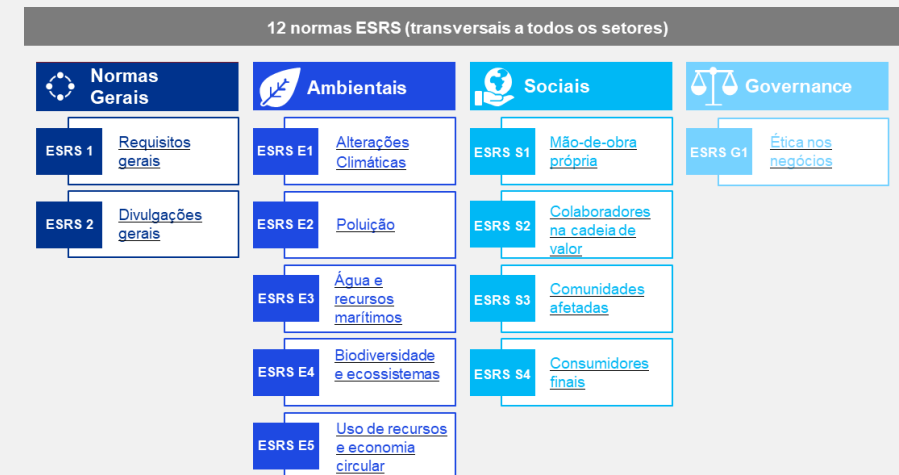 12 normas ESRS (transversais a todos os setores)
Normas
Gerais
ESRS 1
Requisitos
gerais
ESRS 2
Divulgações
gerais
Ambientais
ESRS E1
Alterações
Climáticas
ESRS E2
Poluição
ESRS E3
Água e
recursos
marítimos
ESRS E4
Biodiversidade
e ecossistemas
ESRS E5
Uso de recursos
e economia
circular
Sociais
ESRS S1
Mão-de-obra
própria
ESRS S2
Colaboradores
na cadeia de
valor
ESRS S3
Comunidades
afetadas
ESRS S4
Consumidores
finais
Governance
ESRS G1
Ética nos
negócios